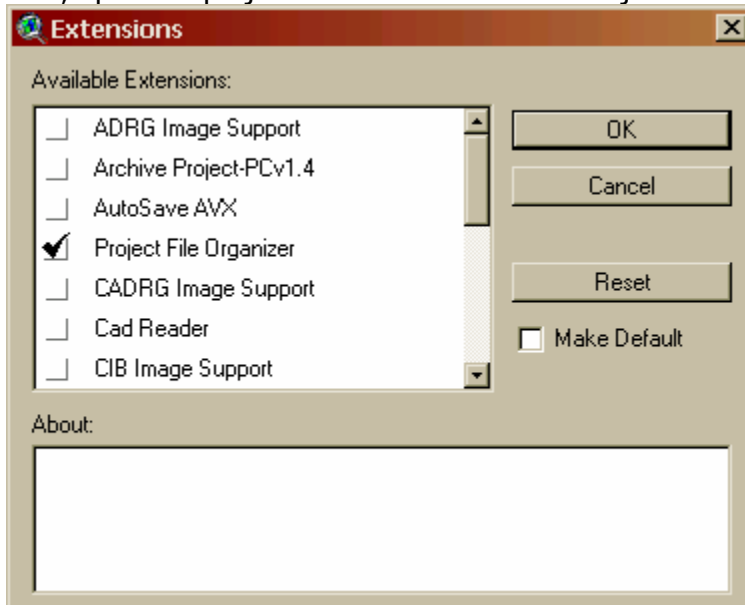 Extensions
Available Extensions:
ADRG Image Support
Archive Project-PCv1.4
AutoSave AVX
Project File Organizer
CADRG Image Support
Cad Reader
CIB Image Support
OK
Cancel
Reset
Make Default
About: